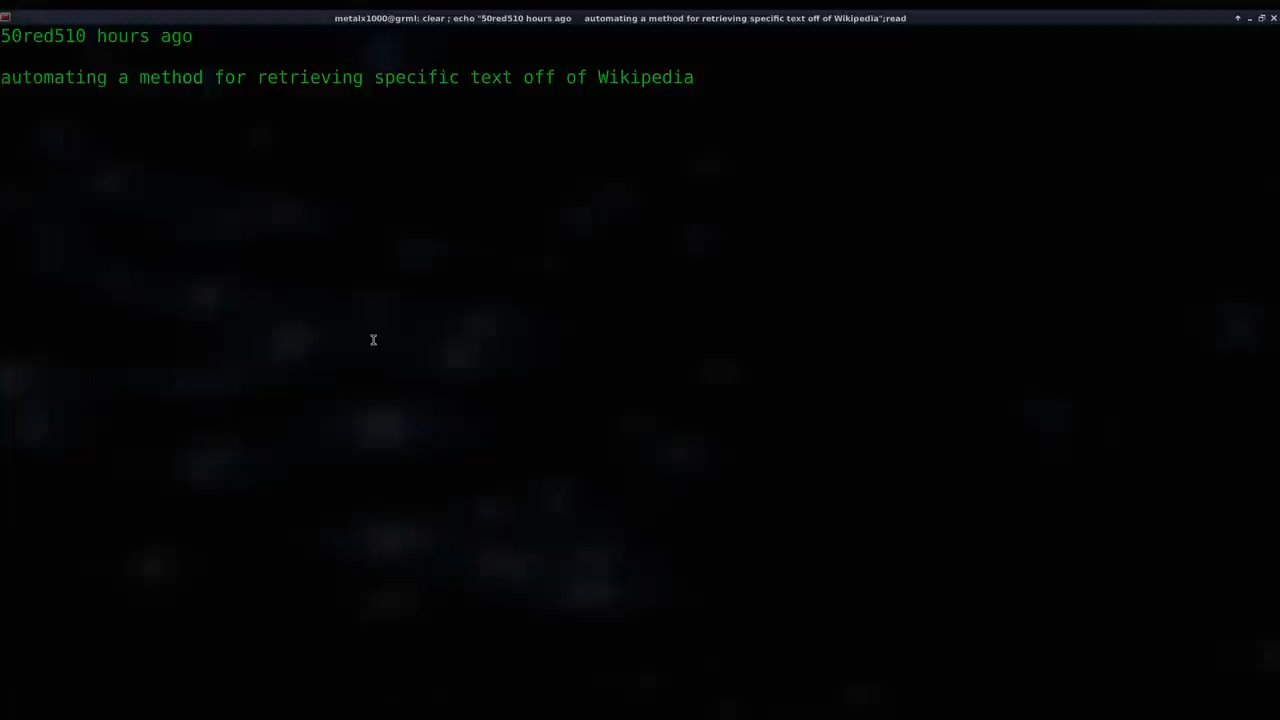 metalx1000@grml: clear ; echo "50red510 hours ago     automating a method for retrieving specific text off of Wikipedia";read
50red510 hours ago
automating a method for retrieving specific text off of Wikipedia